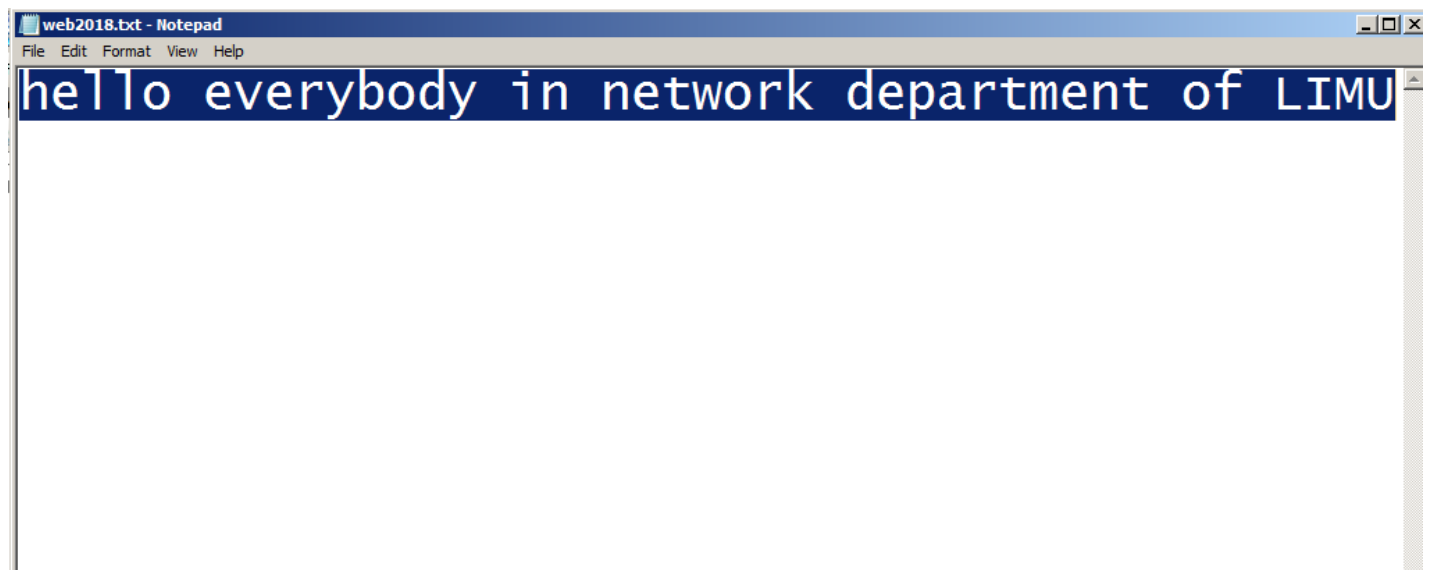 web2018.txt - Notepad
File Edit Format View Help
hello everybody in network department of LIMU